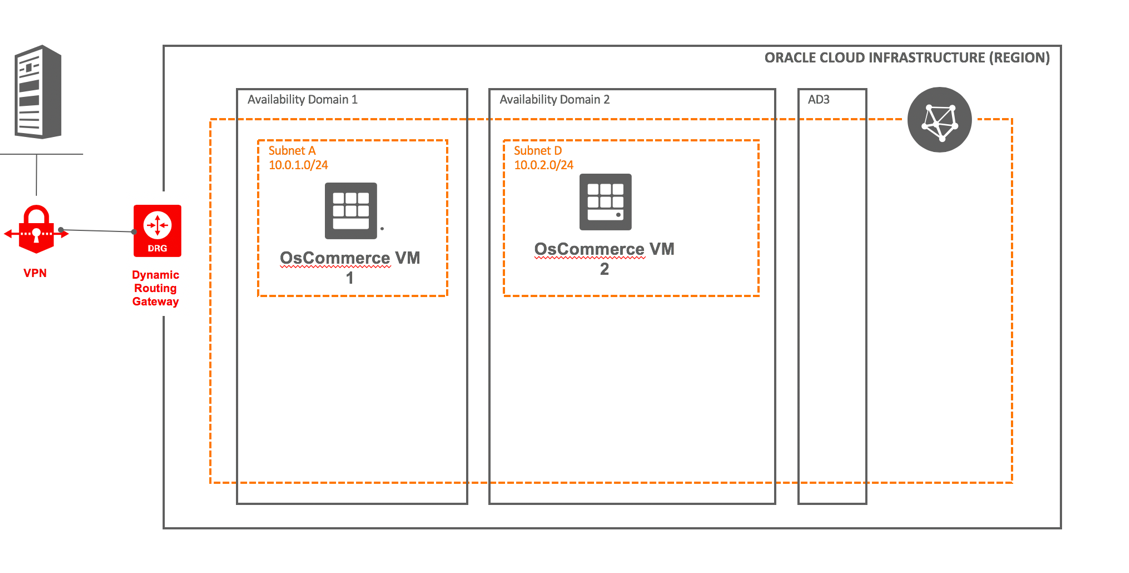 ORACLE CLOUD INFRASTRUCTURE (REGION)
Availability Domain 1
Availability Domain 2
AD3
Subnet A
10.0.1.0/24
Subnet D
10.0.2.0/24
OsCommerce VM
1
OsCommerce VM
2
VPN
DRG
Dynamic
Routing
Gateway